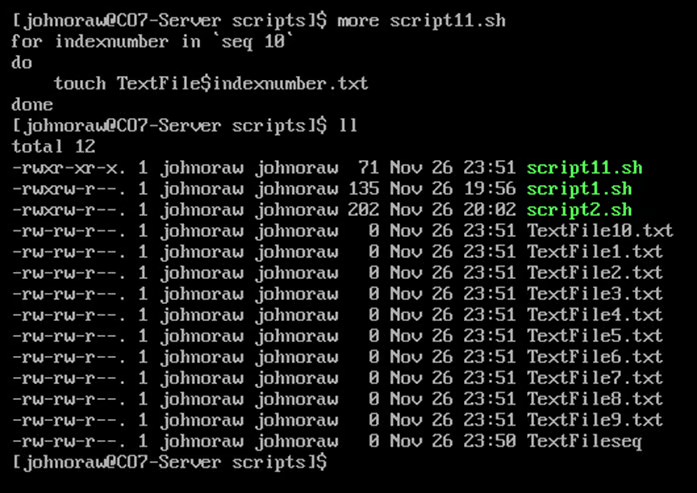 [johnoraw@CO7-Server scripts]$ more script11.sh
for indexnumber in `seq 10`
do
    touch TextFile$indexnumber.txt
done
[johnoraw@CO7-Server scripts]$ ll
total 12
-rwxr-xr-x. 1 johnoraw johnoraw  71 Nov 26 23:51 script11.sh
-rwxrw-r--. 1 johnoraw johnoraw 135 Nov 26 19:56 script1.sh
-rwxrw-r--. 1 johnoraw johnoraw 202 Nov 26 20:02 script2.sh
-rw-rw-r--. 1 johnoraw johnoraw   0 Nov 26 23:51 TextFile10.txt
-rw-rw-r--. 1 johnoraw johnoraw   0 Nov 26 23:51 TextFile1.txt
-rw-rw-r--. 1 johnoraw johnoraw   0 Nov 26 23:51 TextFile2.txt
-rw-rw-r--. 1 johnoraw johnoraw   0 Nov 26 23:51 TextFile3.txt
-rw-rw-r--. 1 johnoraw johnoraw   0 Nov 26 23:51 TextFile4.txt
-rw-rw-r--. 1 johnoraw johnoraw   0 Nov 26 23:51 TextFile5.txt
-rw-rw-r--. 1 johnoraw johnoraw   0 Nov 26 23:51 TextFile6.txt
-rw-rw-r--. 1 johnoraw johnoraw   0 Nov 26 23:51 TextFile7.txt
-rw-rw-r--. 1 johnoraw johnoraw   0 Nov 26 23:51 TextFile8.txt
-rw-rw-r--. 1 johnoraw johnoraw   0 Nov 26 23:51 TextFile9.txt
-rw-rw-r--. 1 johnoraw johnoraw   0 Nov 26 23:50 TextFileseq
[johnoraw@CO7-Server scripts]$